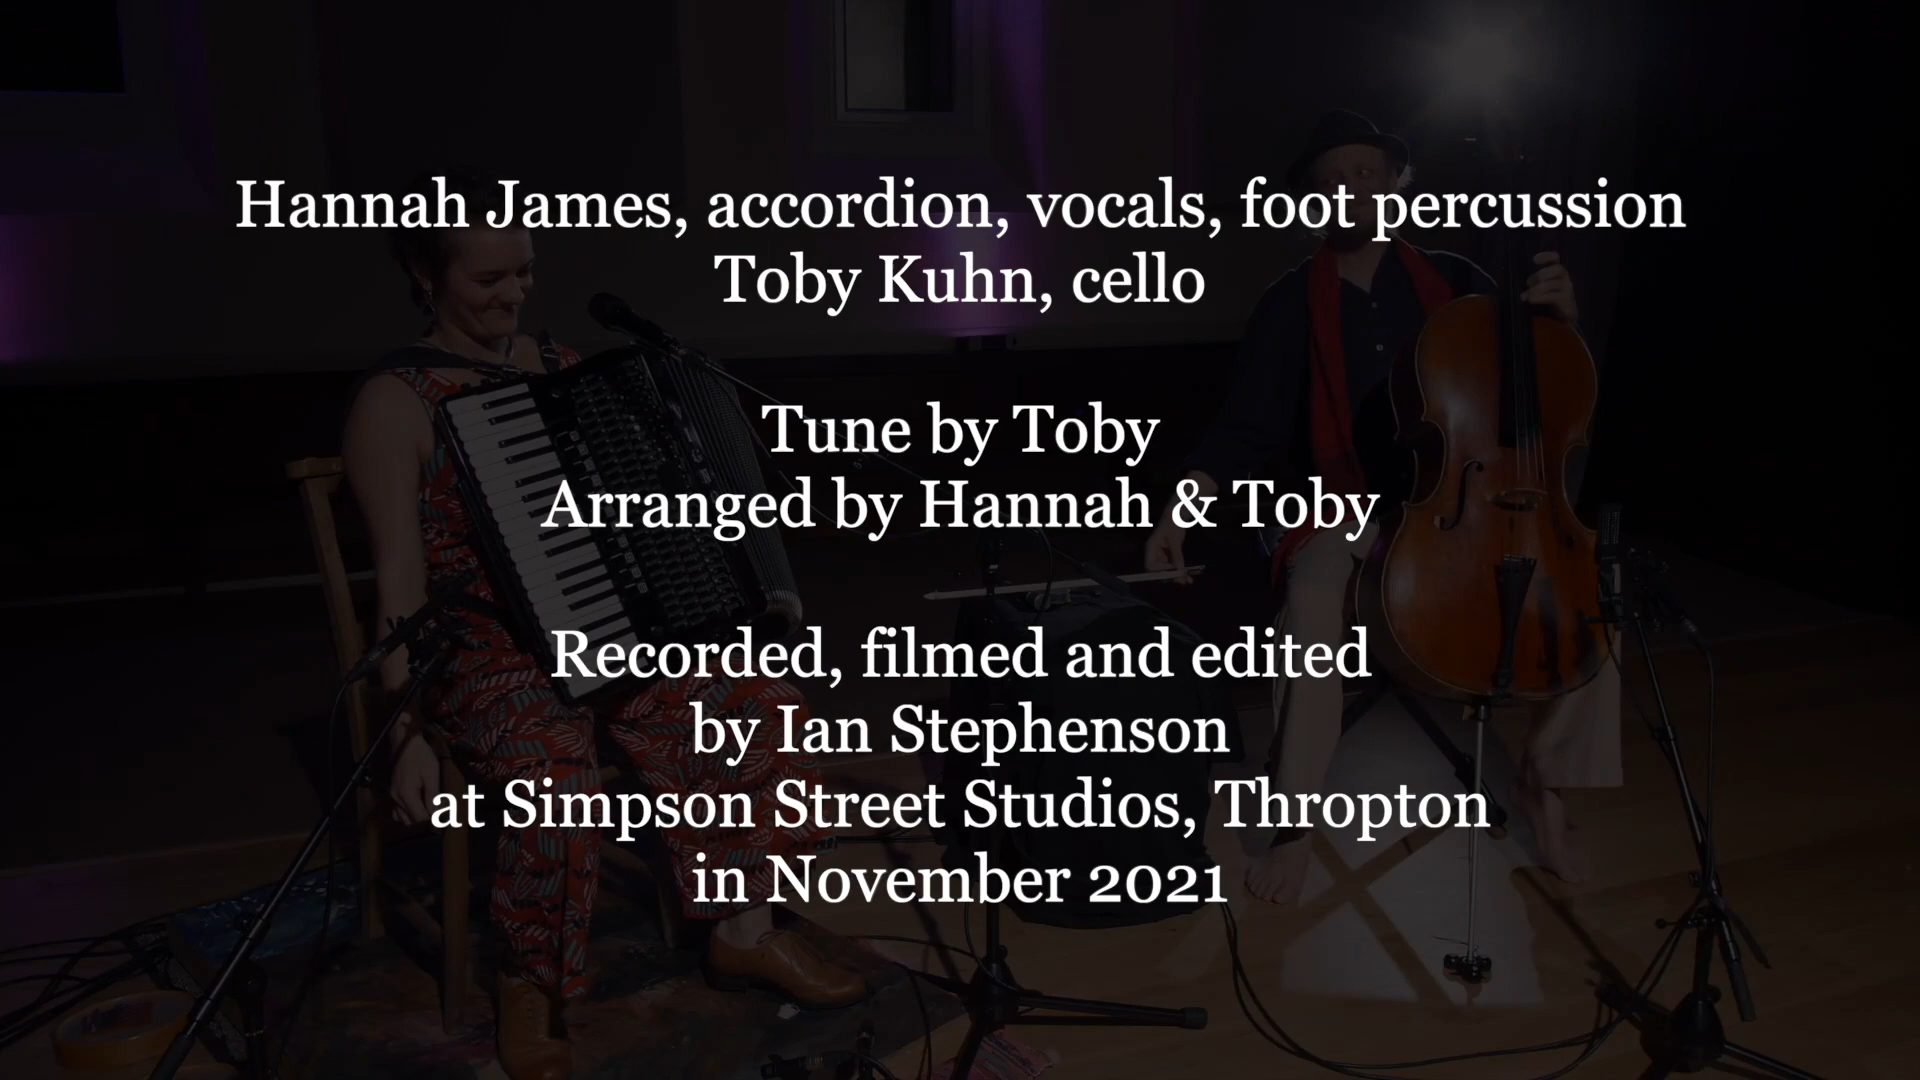 Hannah James, accordion, vocals, foot percussion
Toby Kuhn, cello
Tune by Toby
Arranged by Hannah & Toby
Recorded, filmed and edited
by Ian Stephenson
at Simpson Street Studios, Thropton
in November 2021